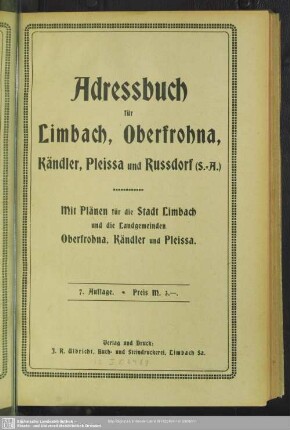 Adressbuch
für
Limbach, Oberfrohna,
Kändler, Pleissa und Russdorf (S.-A.)
Mit Plänen für die Stadt Limbach
und die Landgemeinden
Oberfrohna, Kändler und Pleissa.
7. Auflage. • Preis M. 3.—.
Verlag und Druck:
J. R. Ulbricht, Buch- und Steindruckerei, Limbach Sa.